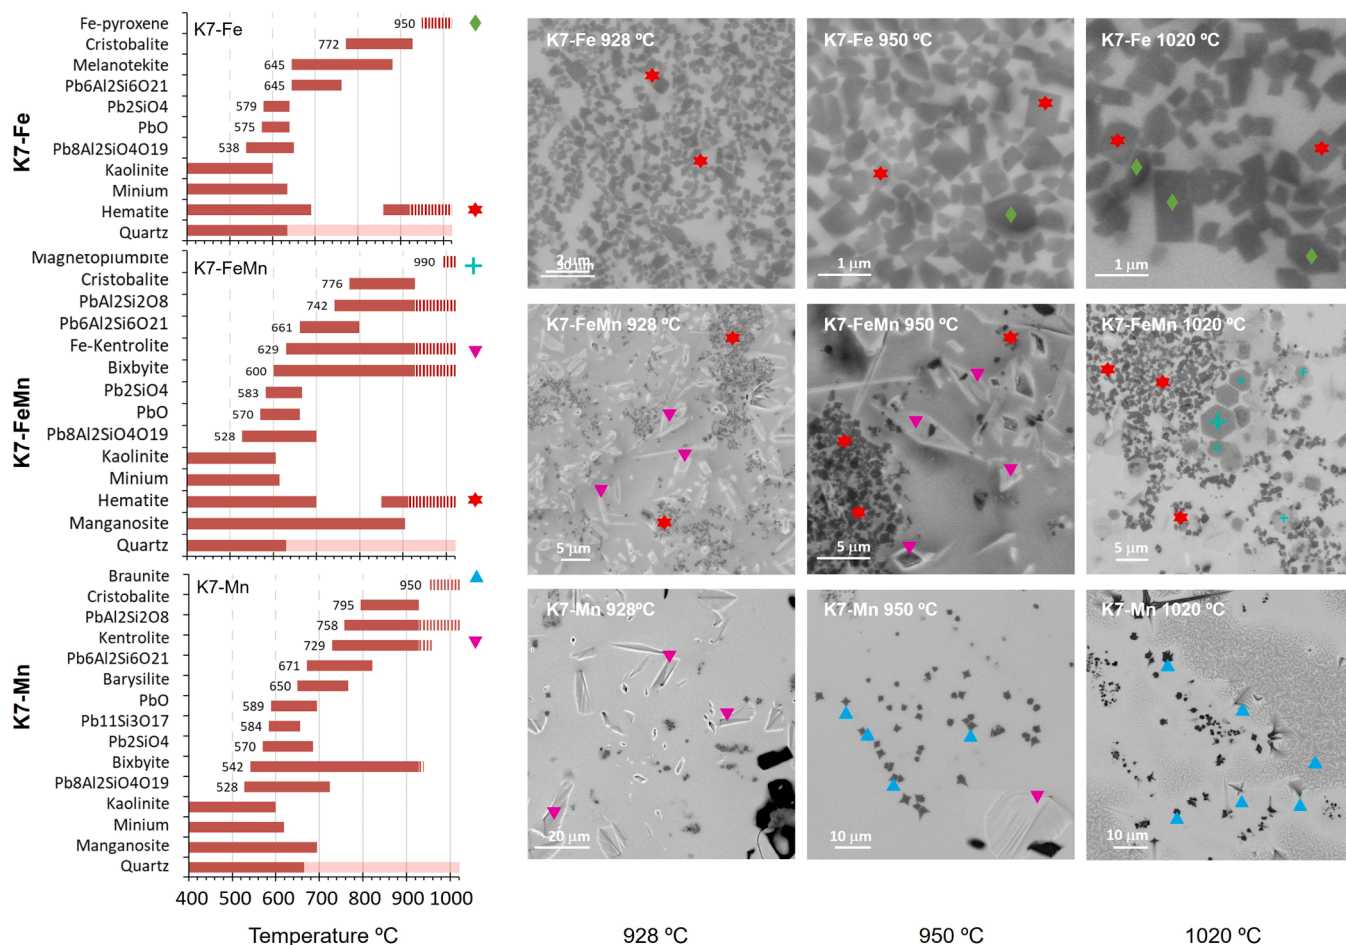 K7-Fe
Fe-pyroxene 950
Cristobalite 772
Melanotekite 645
Pb6Al2Si6O21 645
Pb2SiO4 579
PbO 575
Pb8Al2SiO4O19 538
Kaolinite
Minium
Hematite
Quartz
K7-Fe
K7-FeMn
Magnetoplumbite 990
Cristobalite 776
PbAl2Si2O8 742
Pb6Al2Si6O21 661
Fe-Kentrolite 629
Bixbyite 600
Pb2SiO4 583
PbO 570
Pb8Al2SiO4O19 528
Kaolinite
Minium
Hematite
Manganosite
Quartz
K7-FeMn
K7-Mn
Braunite 950
Cristobalite 795
PbAl2Si2O8 758
Kentrolite 729
Pb6Al2Si6O21 671
Barysilite 650
PbO 589
Pb11Si3O17 584
Pb2SiO4 570
Bixbyite 542
Pb8Al2SiO4O19 528
Kaolinite
Minium
Manganosite
Quartz
K7-Mn
400 500 600 700 800 900 1000
Temperature ºC
K7-Fe 928 ºC
2 µm
K7-Fe 950 ºC
1 µm
K7-Fe 1020 ºC
1 µm
K7-FeMn 928 ºC
5 µm
K7-FeMn 950 ºC
5 µm
K7-FeMn 1020 ºC
5 µm
K7-Mn 928ºC
20 µm
K7-Mn 950 ºC
10 µm
K7-Mn 1020 ºC
10 µm
928 ºC
950 ºC
1020 ºC